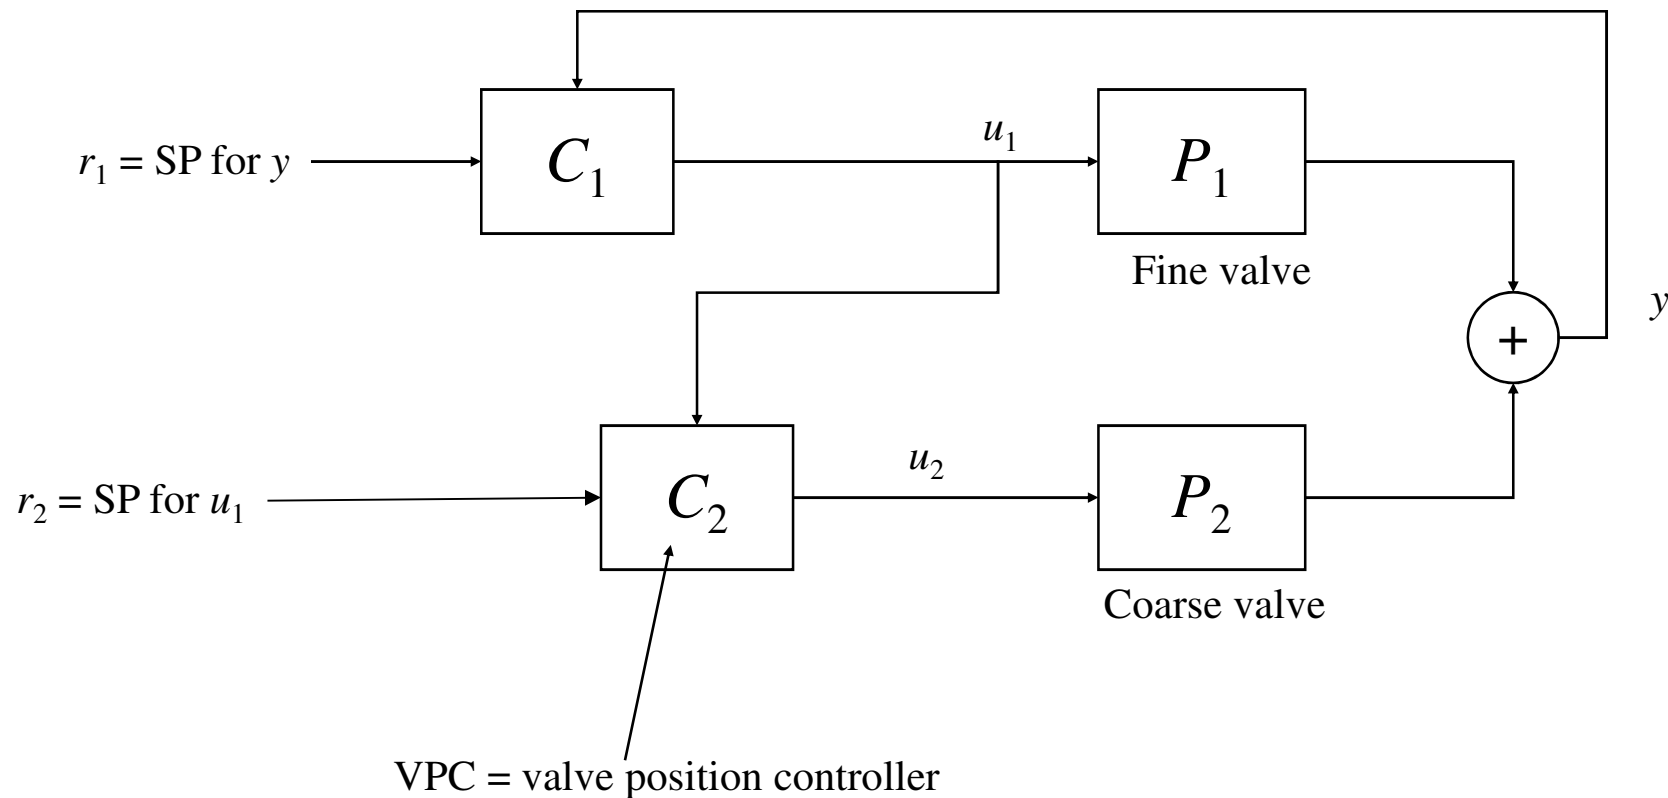 u₁
r₁ = SP for y
C₁
P₁
Fine valve
y
+
u₂
r₂ = SP for u₁
C₂
P₂
Coarse valve
VPC = valve position controller